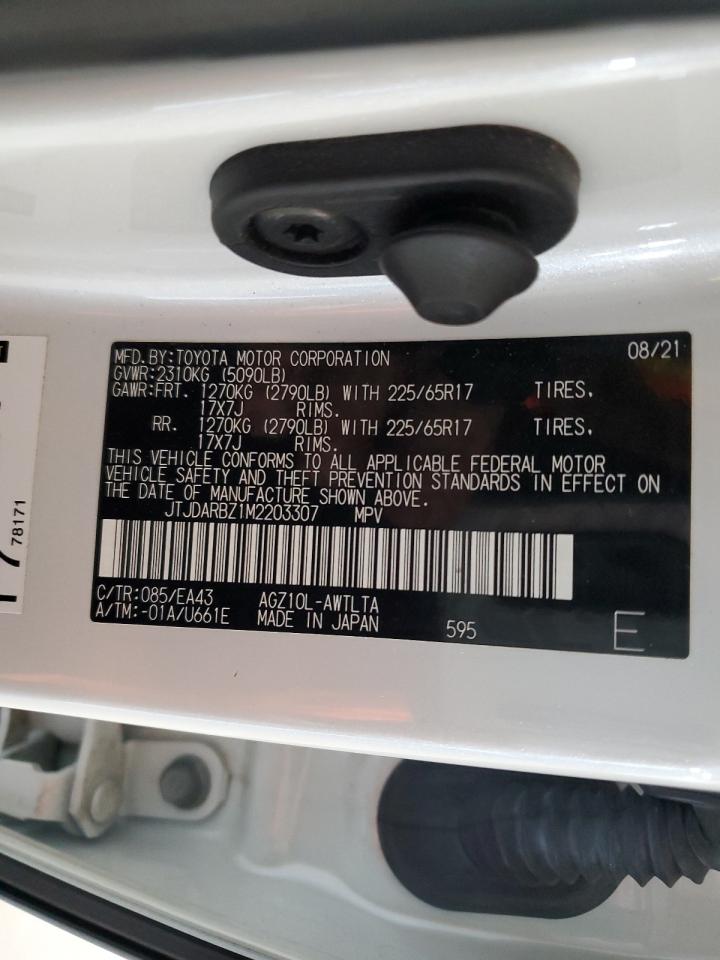 MFD.BY:TOYOTA MOTOR CORPORATION 08/21
GVWR:2310KG (5090LB)
GAWR:FRT. 1270KG (2790LB) WITH 225/65R17 TIRES,
17X7J RIMS.
RR. 1270KG (2790LB) WITH 225/65R17 TIRES,
17X7J RIMS.
THIS VEHICLE CONFORMS TO ALL APPLICABLE FEDERAL MOTOR
VEHICLE SAFETY AND THEFT PREVENTION STANDARDS IN EFFECT ON
THE DATE OF MANUFACTURE SHOWN ABOVE.
JTJDARBZ1M2203307 MPV
C/TR:085/EA43 AGZ10L-AWTLTA
A/TM:-01A/U661E MADE IN JAPAN 595 E
78171